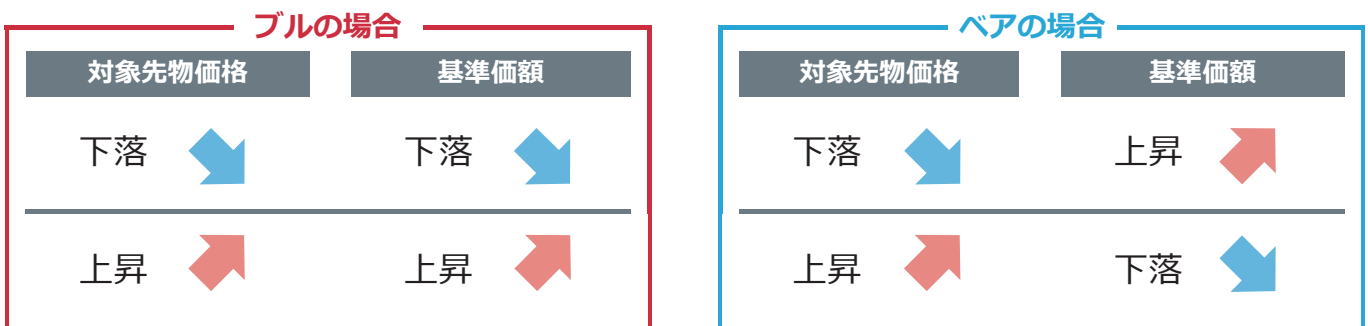 ブルの場合
対象先物価格 基準価額
下落 下落
上昇 上昇
ベアの場合
対象先物価格 基準価額
下落 上昇
上昇 下落